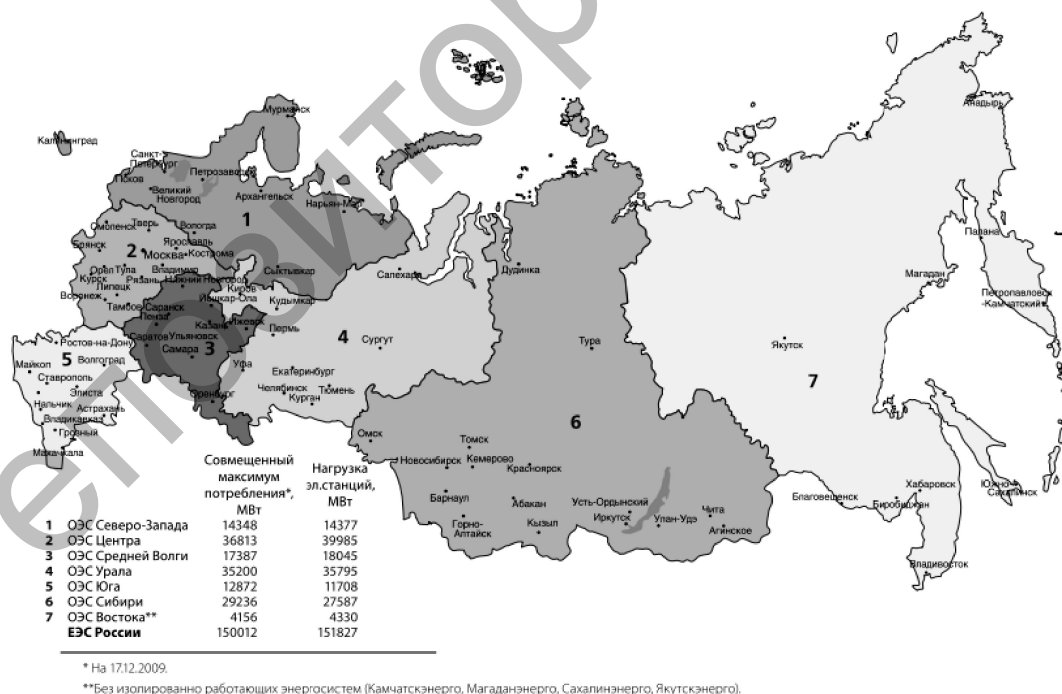 Мурманск
Анадырь
Калининград
Санкт-
Петербург
Петрозаводск
Псков
Великий
Новгород
Архангельск
Нарьян-Мар
1
Смоленск Тверь Вологда
Ярославль
Брянск
2 Москва Кострома
Орел Тула Владимир
Курск Рязань Нижний Новгород
Липецк
Воронеж
Киров
Йошкар-Ола
Сыктывкар
Кудымкар
Салехард
Дудинка
Палана
Магадан
Петропавловск
-Камчатский
Тамбов Саранск
Пенза
Казань Ижевск
Пермь
Саратов Ульяновск
Самара 3
4
Сургут
Тура
Якутск
7
Ростов-на-Дону
5
Майкоп Волгоград
Уфа
Екатеринбург
Ставрополь
Элиста
Челябинск Тюмень
Курган
Оренбург
Нальчик
Астрахань
Владикавказ
Грозный
Махачкала
6
Омск
Томск
Новосибирск Кемерово
Красноярск
Барнаул
Абакан
Усть-Ордынский
Горно-
Алтайск
Кызыл
Иркутск
Улан-Удэ
Чита
Агинское
Благовещенск
Биробиджан
Хабаровск
Южно-
Сахалинск
Владивосток
Совмещенный Нагрузка
максимум эл.станций,
потребления*, МВт
МВт
1 ОЭС Северо-Запада 14348 14377
2 ОЭС Центра 36813 39985
3 ОЭС Средней Волги 17387 18045
4 ОЭС Урала 35200 35795
5 ОЭС Юга 12872 11708
6 ОЭС Сибири 29236 27587
7 ОЭС Востока** 4156 4330
ЕЭС России 150012 151827
* На 17.12.2009.
**Без изолированно работающих энергосистем (Камчатскэнерго, Магаданэнерго, Сахалинэнерго, Якутскэнерго).